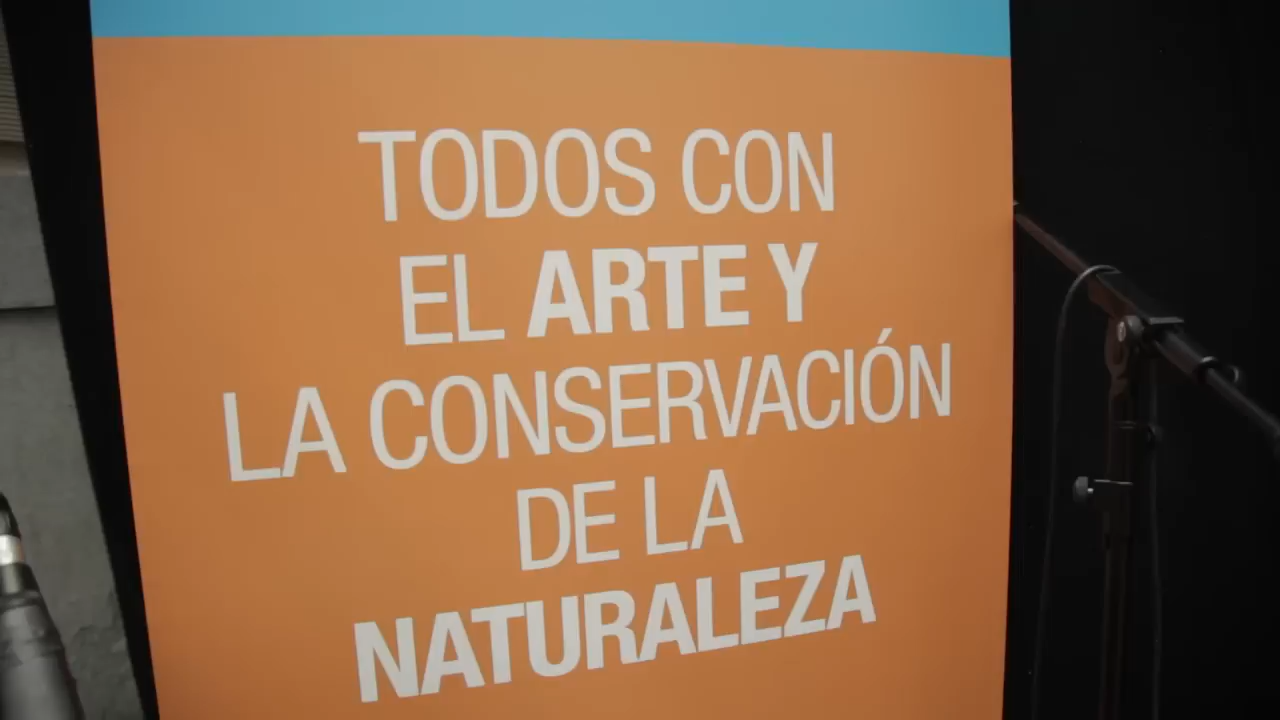 TODOS CON
EL ARTE Y
LA CONSERVACIÓN
DE LA
NATURALEZA